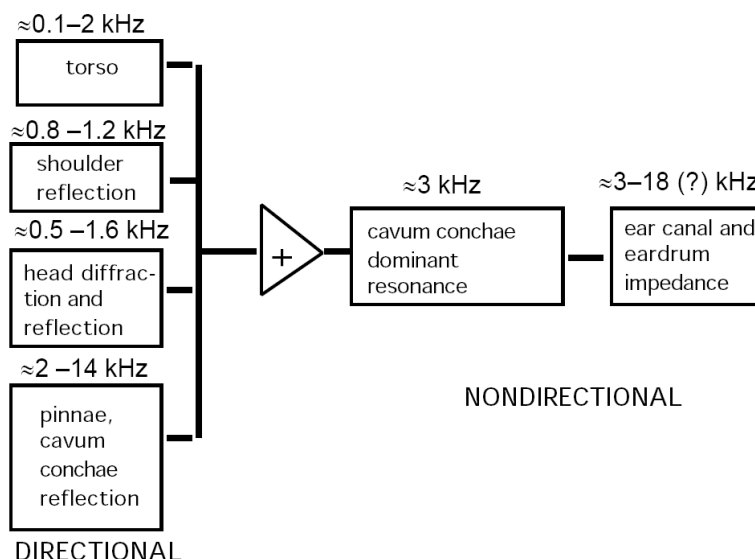 ≈0.1–2 kHz
torso
≈0.8 –1.2 kHz
shoulder
reflection
≈0.5 –1.6 kHz
head diffrac-
tion and
reflection
≈2 –14 kHz
pinnae,
cavum
conchae
reflection
DIRECTIONAL
+
≈3 kHz
cavum conchae
dominant
resonance
≈3–18 (?) kHz
ear canal and
eardrum
impedance
NONDIRECTIONAL